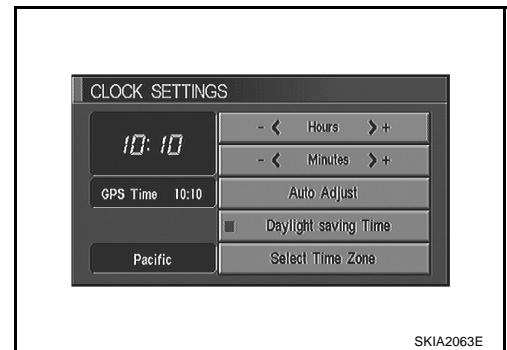 CLOCK SETTINGS
10:10
- < Hours > +
- < Minutes > +
GPS Time 10:10
Auto Adjust
Daylight saving Time
Pacific
Select Time Zone
SKIA2063E